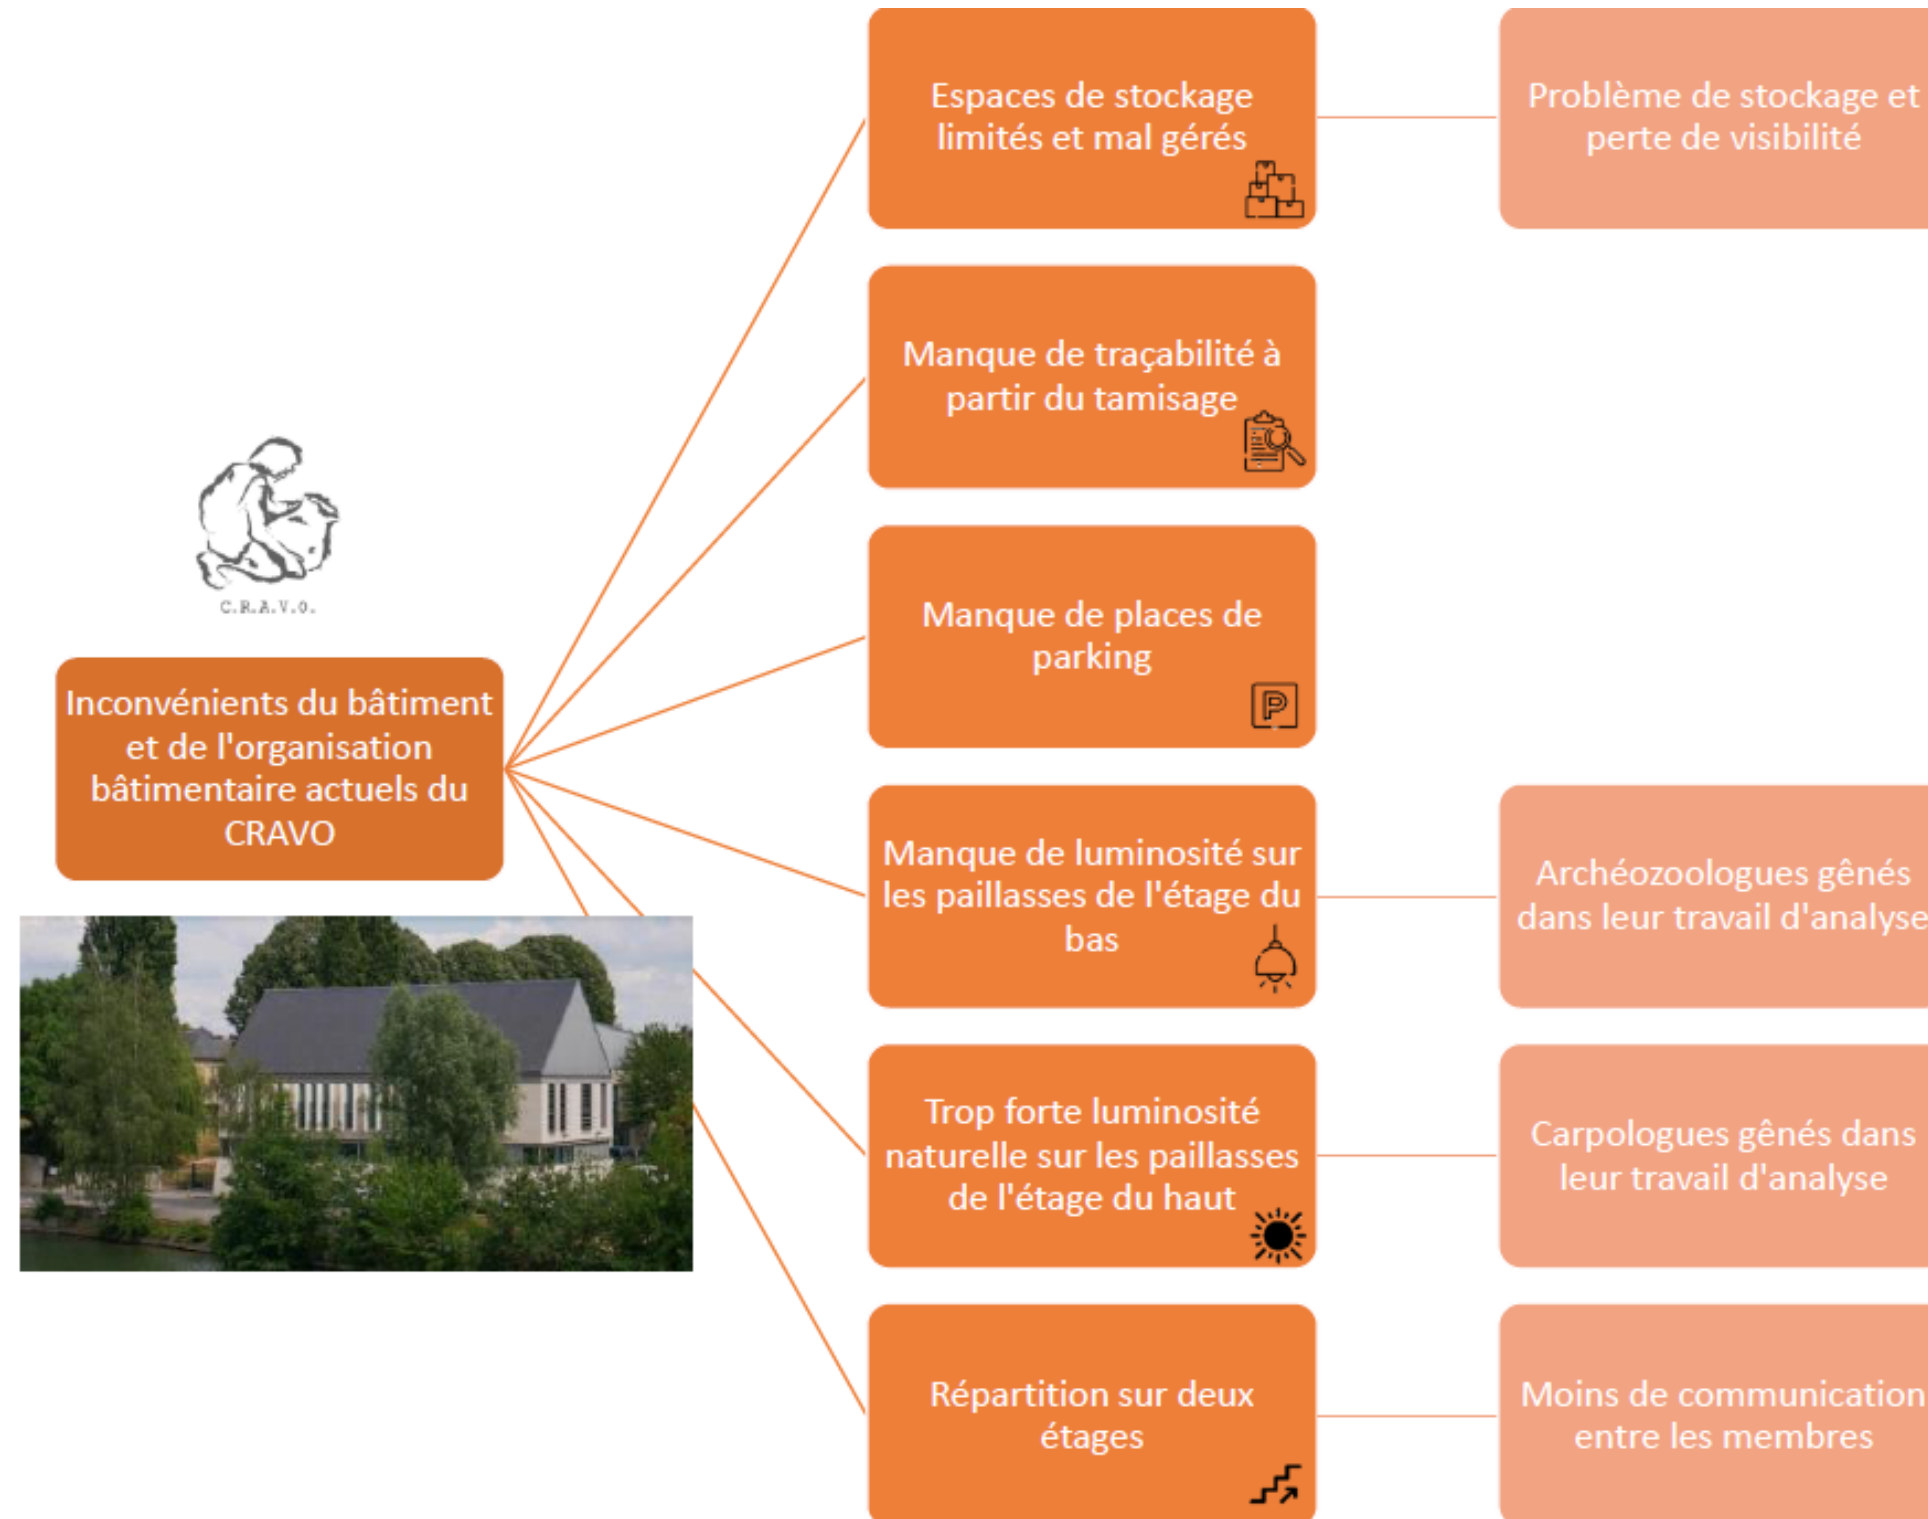 Espaces de stockage
limités et mal gérés
Problème de stockage et
perte de visibilité
Manque de traçabilité à
partir du tamisage
C.R.A.V.O.
Manque de places de
parking
P
Inconvénients du bâtiment
et de l'organisation
bâtimentaire actuels du
CRAVO
Manque de luminosité sur
les paillasses de l'étage du
bas
Archéozoologues gênés
dans leur travail d'analyse
Trop forte luminosité
naturelle sur les paillasses
de l'étage du haut
Carpologues gênés dans
leur travail d'analyse
Répartition sur deux
étages
Moins de communication
entre les membres